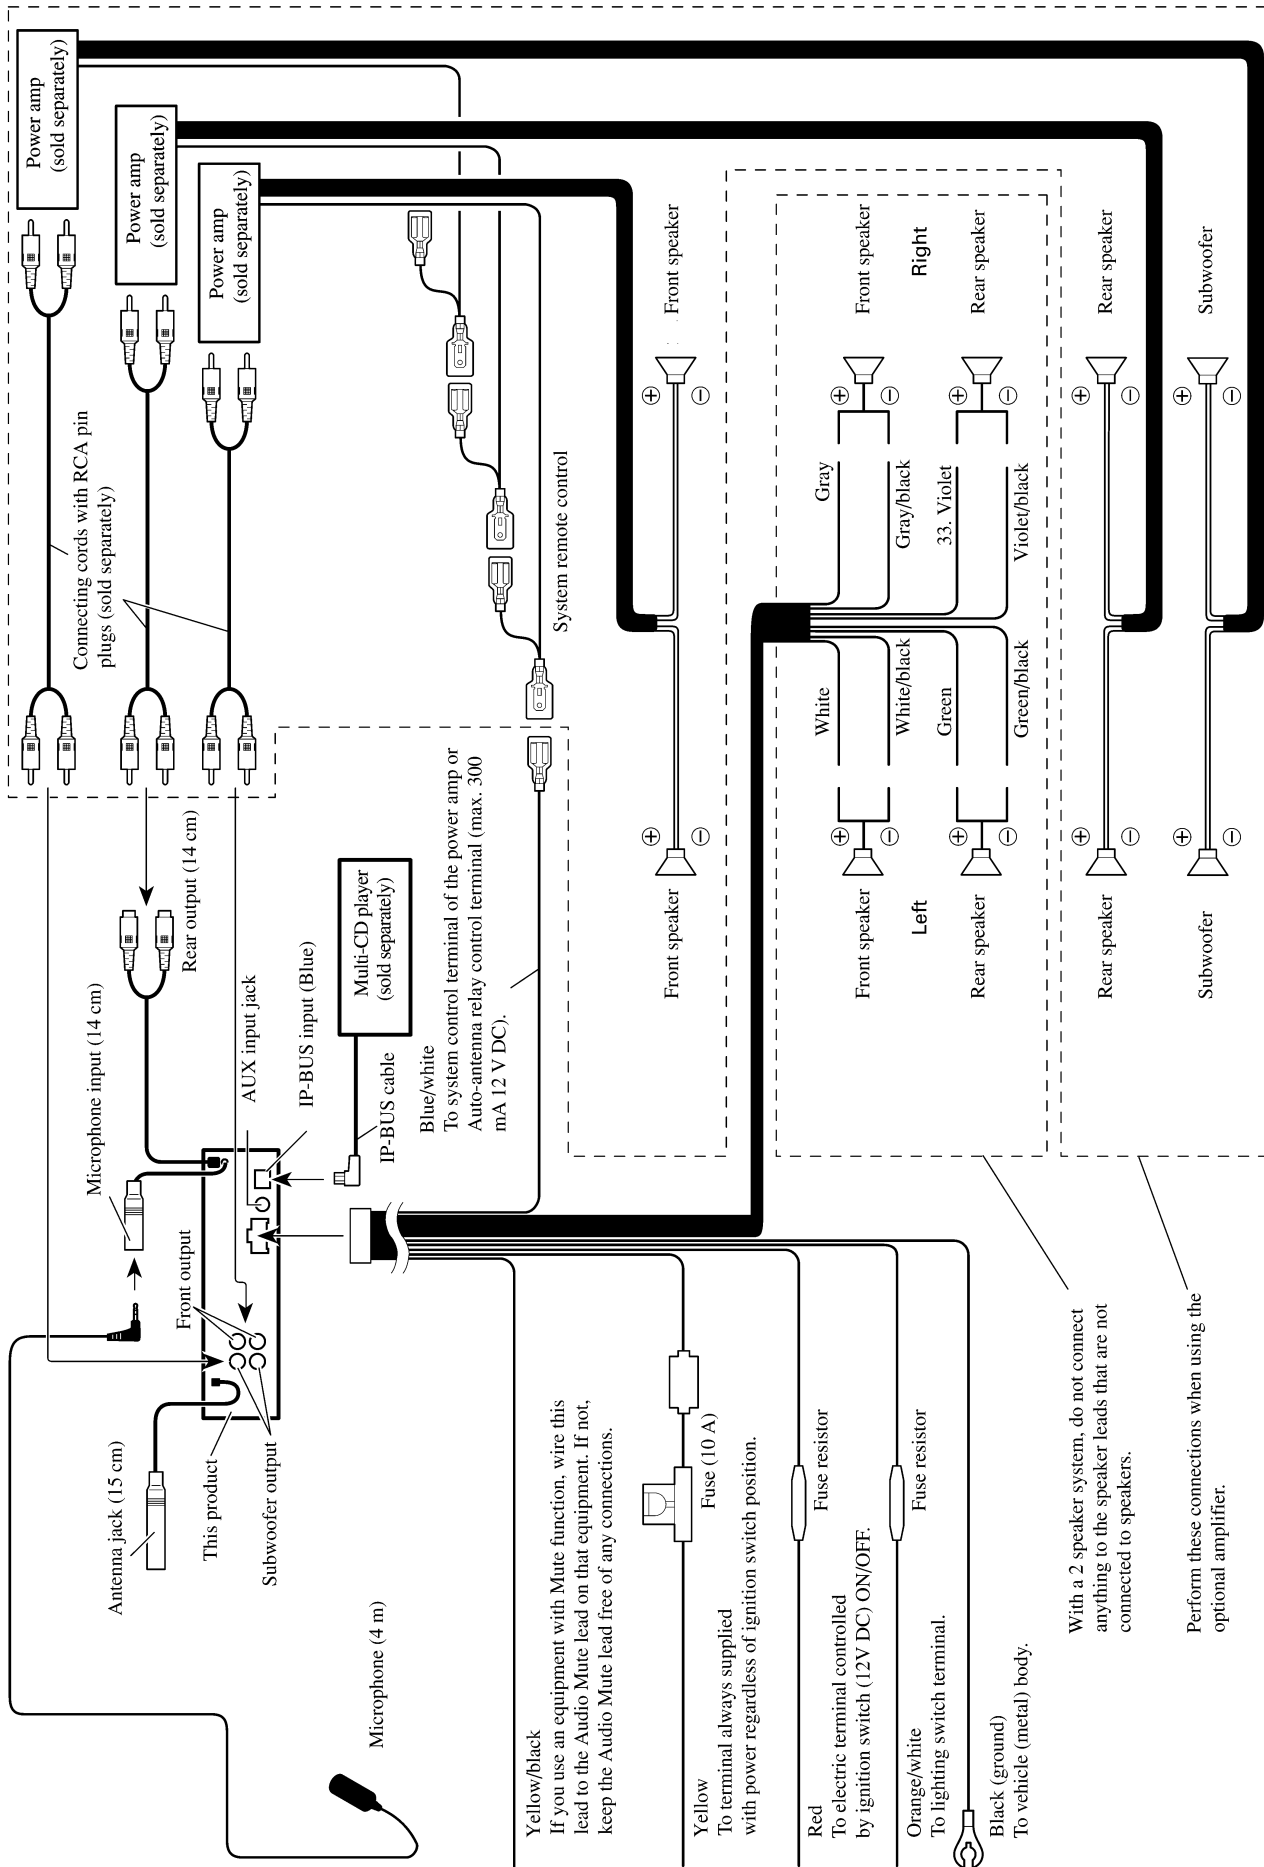 Power amp
(sold separately)
Power amp
(sold separately)
Power amp
(sold separately)
Connecting cords with RCA pin
plugs (sold separately)
System remote control
Rear output (14 cm)
Microphone input (14 cm)
AUX input jack
IP-BUS input (Blue)
Multi-CD player
(sold separately)
IP-BUS cable
Blue/white
To system control terminal of the power amp or
Auto-antenna relay control terminal (max. 300
mA 12 V DC).
Front output
Antenna jack (15 cm)
This product
Subwoofer output
Microphone (4 m)
Yellow/black
If you use an equipment with Mute function, wire this
lead to the Audio Mute lead on that equipment. If not,
keep the Audio Mute lead free of any connections.
Fuse (10 A)
Yellow
To terminal always supplied
with power regardless of ignition switch position.
Fuse resistor
Red
To electric terminal controlled
by ignition switch (12V DC) ON/OFF.
Fuse resistor
Orange/white
To lighting switch terminal.
Black (ground)
To vehicle (metal) body.
Front speaker
+
−
Front speaker
+
−
Left
Right
Front speaker
+
−
White
White/black
Gray
Gray/black
Front speaker
+
−
Rear speaker
+
−
Green
Green/black
33. Violet
Violet/black
Rear speaker
+
−
Rear speaker
+
−
Rear speaker
+
−
Subwoofer
+
−
Subwoofer
+
−
With a 2 speaker system, do not connect
anything to the speaker leads that are not
connected to speakers.
Perform these connections when using the
optional amplifier.